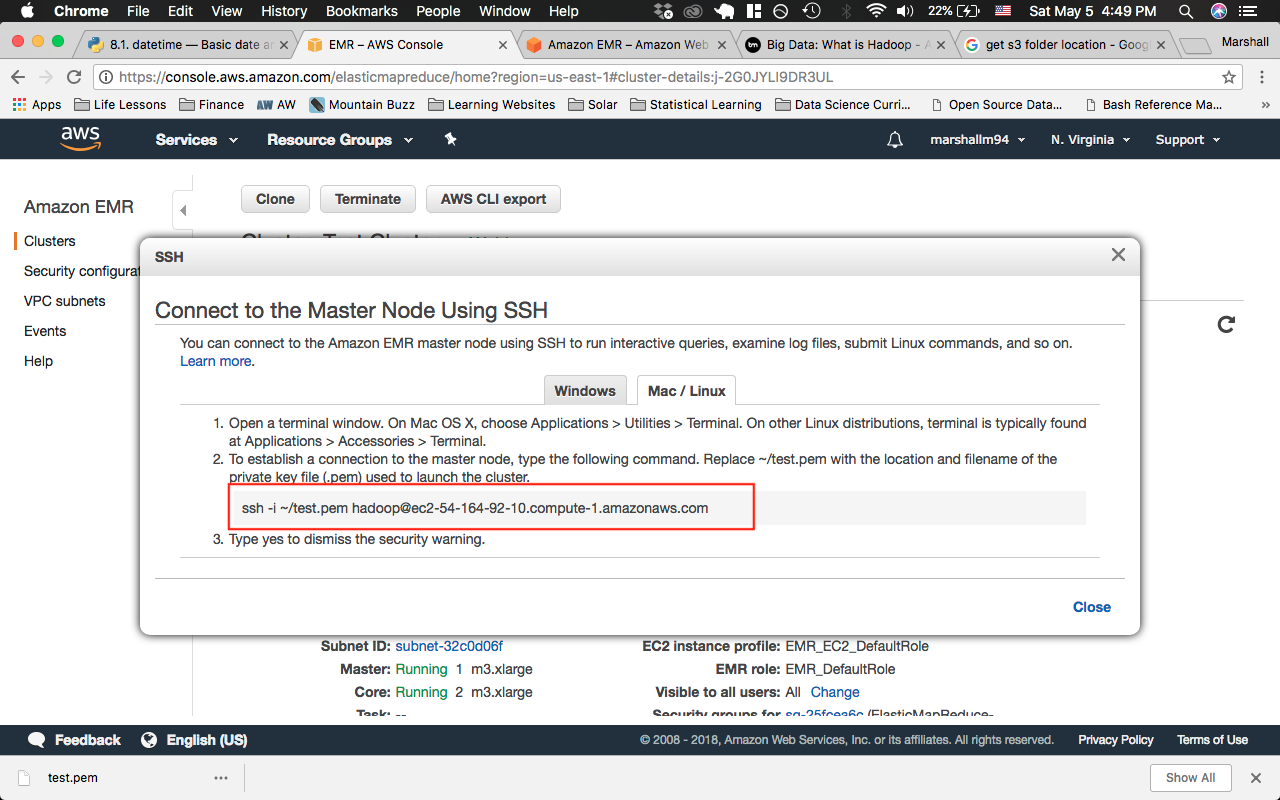 Chrome File Edit View History Bookmarks People Window Help 22% Sat May 5 4:49 PM
8.1. datetime — Basic date a
EMR – AWS Console
Amazon EMR – Amazon Web
Big Data: What is Hadoop - A
get s3 folder location - Goog
Marshall
https://console.aws.amazon.com/elasticmapreduce/home?region=us-east-1#cluster-details:j-2G0JYLI9DR3UL
Apps Life Lessons Finance AW AW Mountain Buzz Learning Websites Solar Statistical Learning Data Science Curri... Open Source Data... Bash Reference Ma... »
aws Services Resource Groups marshallm94 N. Virginia Support
Amazon EMR
Clusters
Security configurat
VPC subnets
Events
Help
Clone Terminate AWS CLI export
SSH
Connect to the Master Node Using SSH
You can connect to the Amazon EMR master node using SSH to run interactive queries, examine log files, submit Linux commands, and so on.
Learn more.
Windows Mac / Linux
1. Open a terminal window. On Mac OS X, choose Applications > Utilities > Terminal. On other Linux distributions, terminal is typically found
at Applications > Accessories > Terminal.
2. To establish a connection to the master node, type the following command. Replace ~/test.pem with the location and filename of the
private key file (.pem) used to launch the cluster.
ssh -i ~/test.pem hadoop@ec2-54-164-92-10.compute-1.amazonaws.com
3. Type yes to dismiss the security warning.
Close
Subnet ID: subnet-32c0d06f
Master: Running 1 m3.xlarge
Core: Running 2 m3.xlarge
Task: --
EC2 instance profile: EMR_EC2_DefaultRole
EMR role: EMR_DefaultRole
Visible to all users: All Change
Security groups for sg-25fcea6c (ElasticMapReduce-
Feedback English (US) © 2008 - 2018, Amazon Web Services, Inc. or its affiliates. All rights reserved. Privacy Policy Terms of Use
test.pem Show All